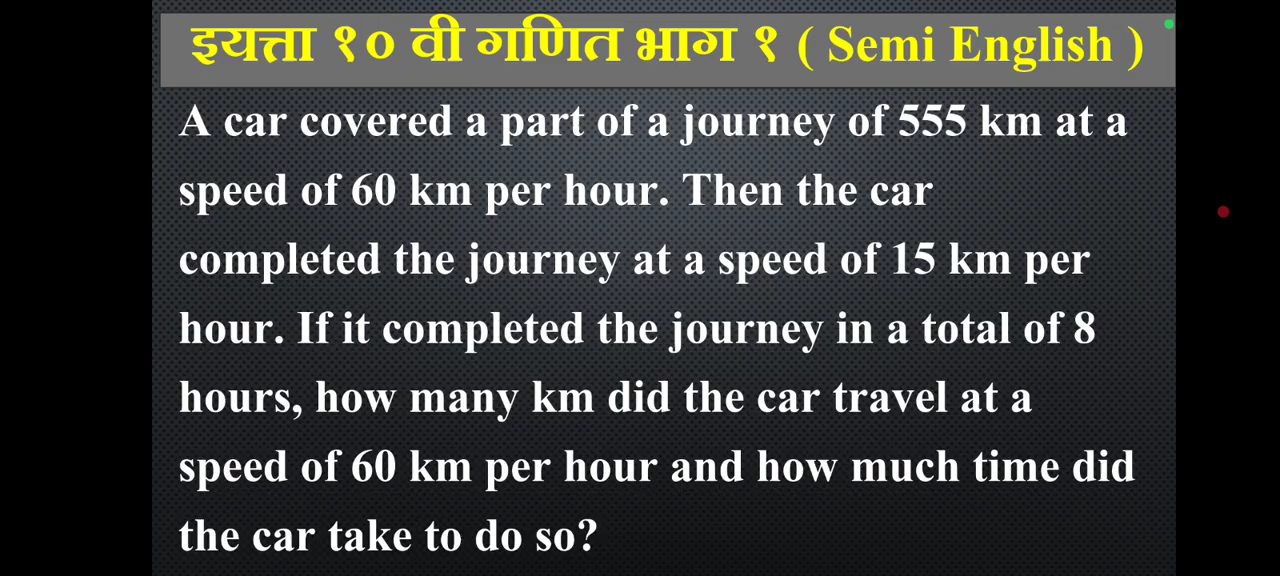 इयत्ता १० वी गणित भाग १ ( Semi English )
A car covered a part of a journey of 555 km at a
speed of 60 km per hour. Then the car
completed the journey at a speed of 15 km per
hour. If it completed the journey in a total of 8
hours, how many km did the car travel at a
speed of 60 km per hour and how much time did
the car take to do so?